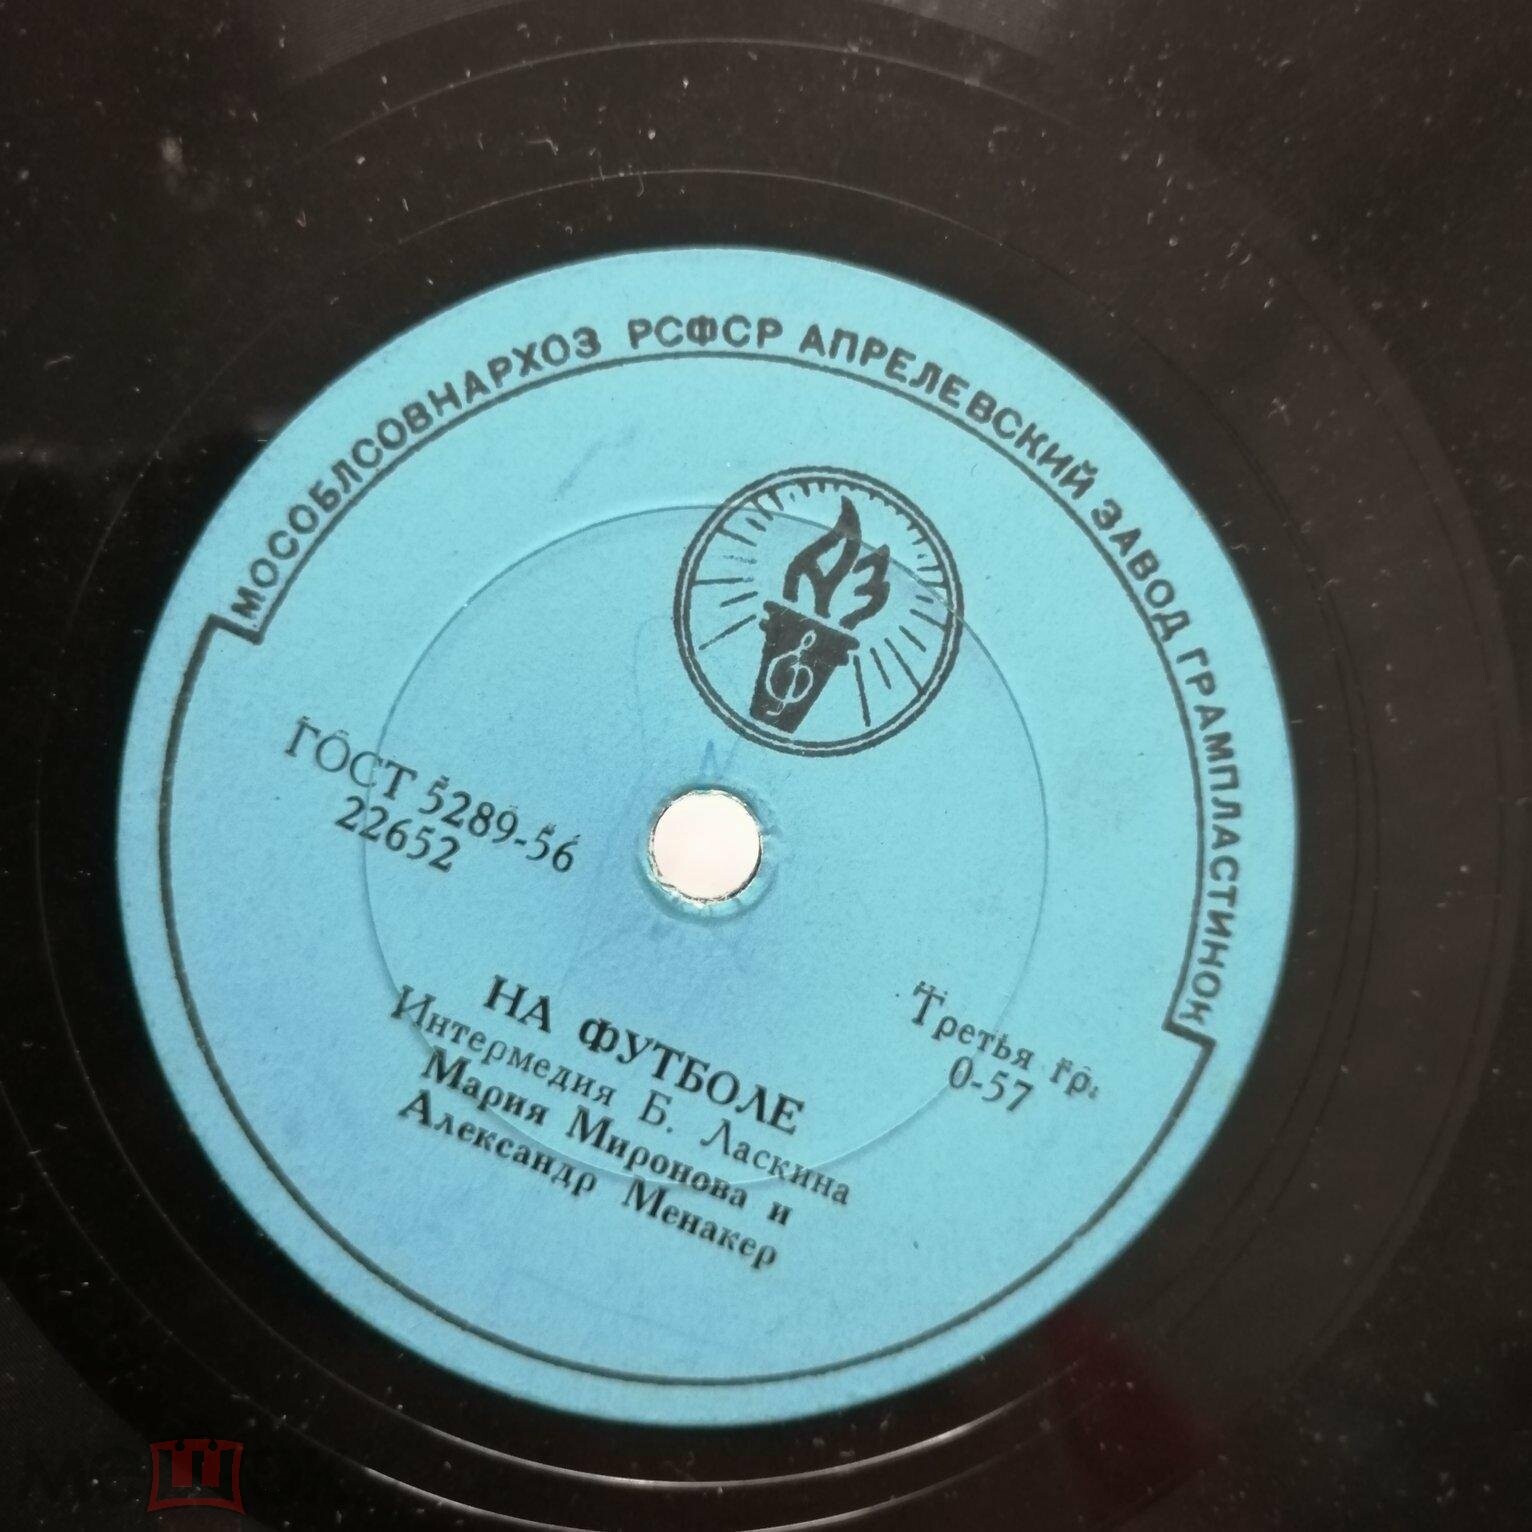 МОСОБЛСОВНАРХОЗ РСФСР АПРЕЛЕВСКИЙ ЗАВОД ГРАМПЛАСТИНОК
АЗ
ГОСТ 5289-56
22652
Третья гр.
0-57
НА ФУТБОЛЕ
Интермедия Б. Ласкина
Мария Миронова и
Александр Менакер